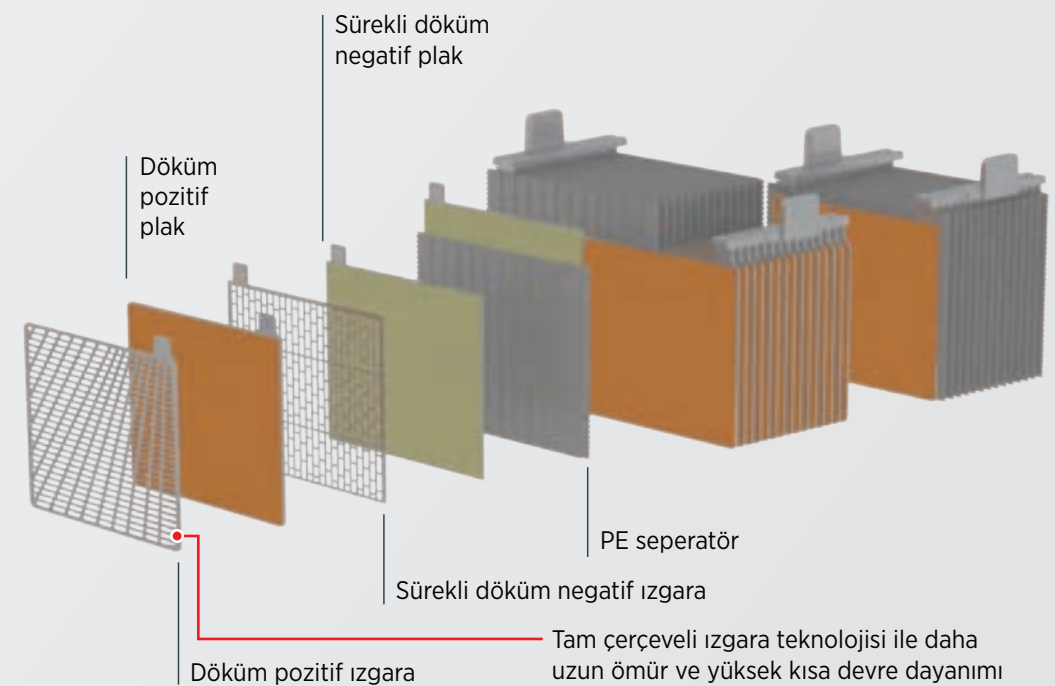 Sürekli döküm
negatif plak
Döküm
pozitif
plak
PE seperatör
Sürekli döküm negatif ızgara
Tam çerçeveli ızgara teknolojisi ile daha
uzun ömür ve yüksek kısa devre dayanımı
Döküm pozitif ızgara